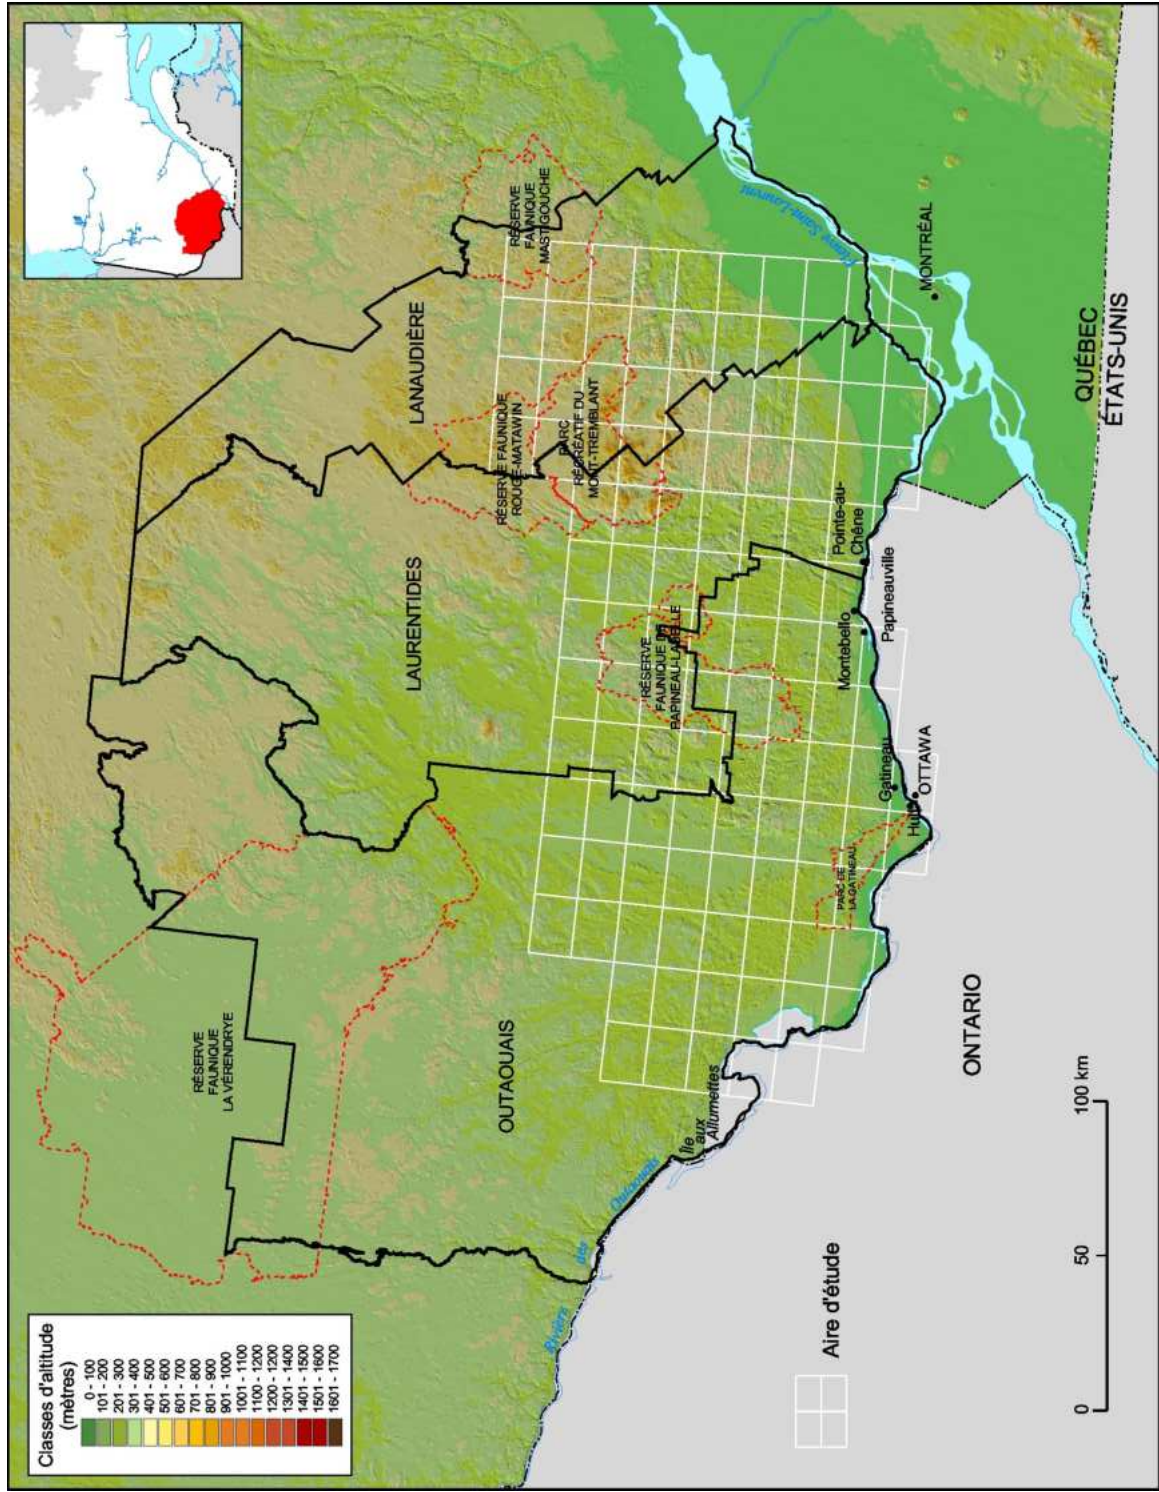 Classes d'altitude
(mètres)
0 - 100
101 - 200
201 - 300
301 - 400
401 - 500
501 - 600
601 - 700
701 - 800
801 - 900
901 - 1000
1001 - 1100
1100 - 1200
1200 - 1300
1301 - 1400
1401 - 1500
1501 - 1600
1601 - 1700
RÉSERVE
FAUNIQUE
LA VÉRENDRYE
OUTAOUAIS
LAURENTIDES
LANAUDIÈRE
RÉSERVE
FAUNIQUE
MASTIGOUCHE
RÉSERVE FAUNIQUE
ROUGE-MATAWIN
PARC
RÉCRÉATIF DU
MONT-TREMBLANT
RÉSERVE
FAUNIQUE DE
PAPINEAU-LABELLE
PARC DE
LA GATINEAU
Rivière des Outaouais
Île
aux
Allumettes
Fleuve Saint-Laurent
Gatineau
Hull
OTTAWA
Montebello
Papineauville
Pointe-au-
Chêne
MONTRÉAL
QUÉBEC
ÉTATS-UNIS
ONTARIO
Aire d'étude
0
50
100 km